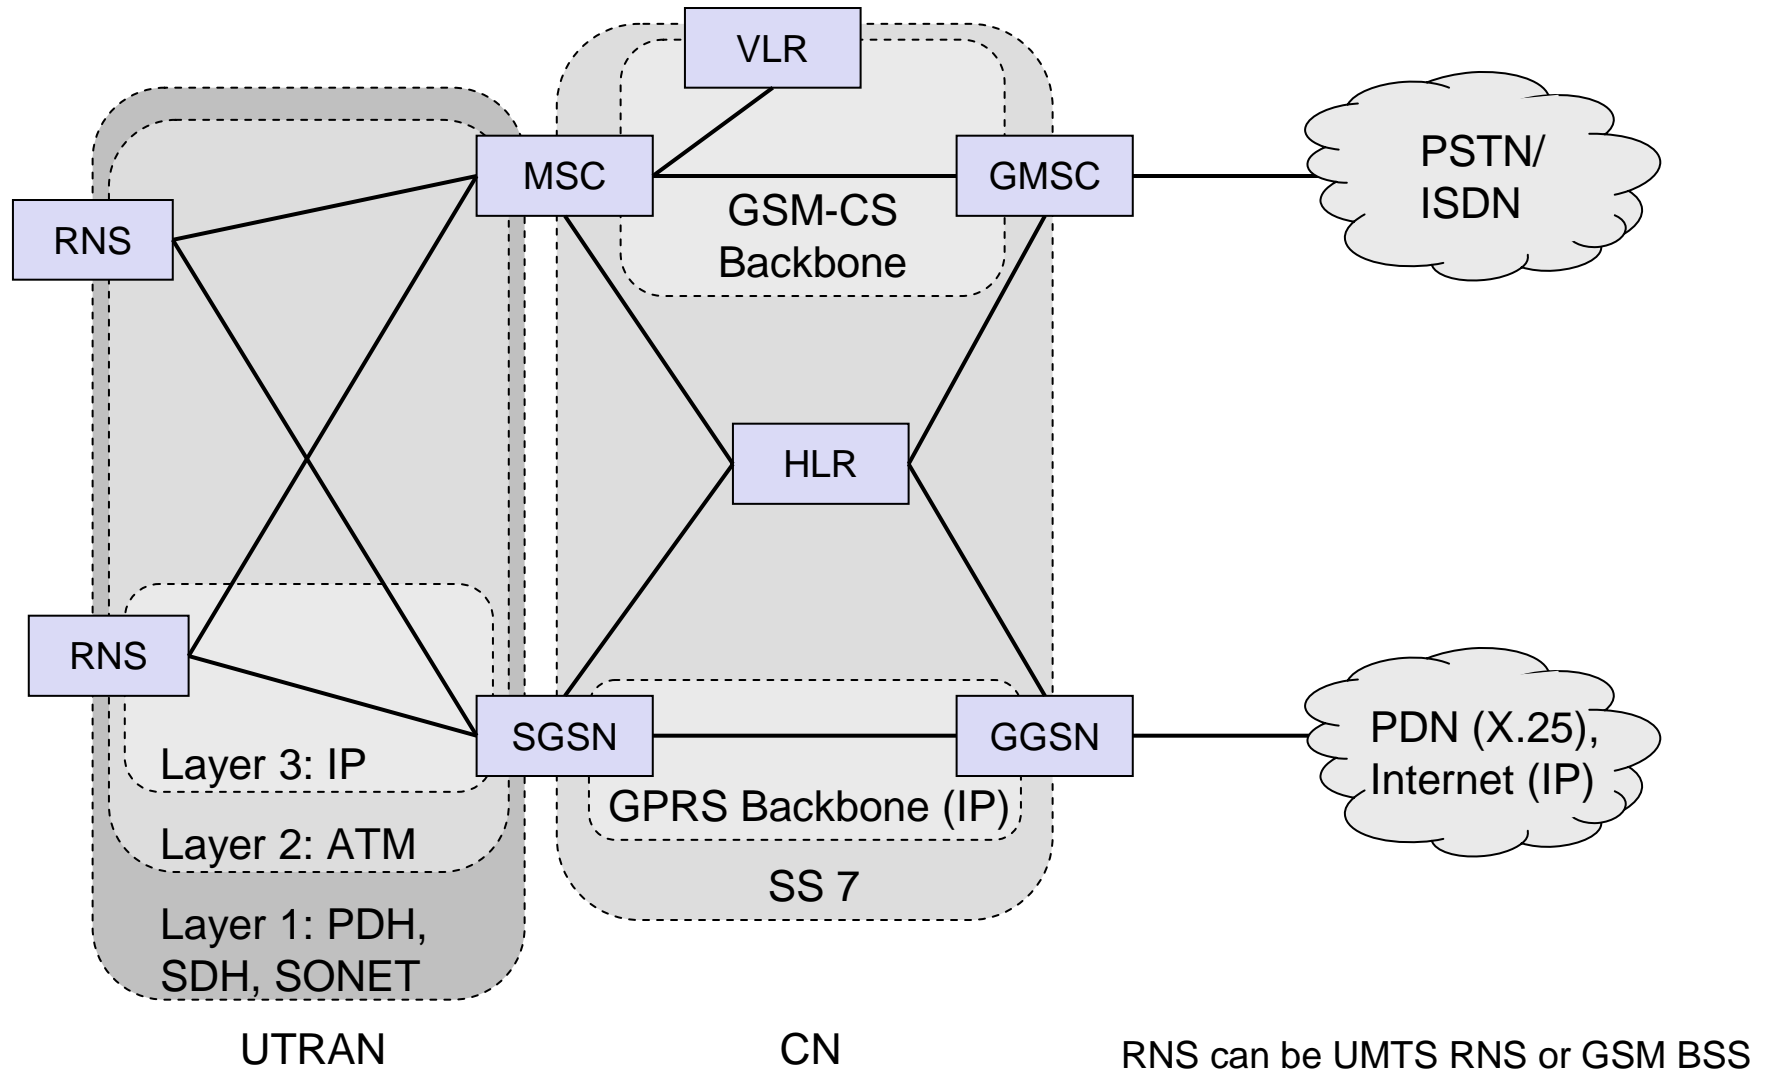 VLR
MSC
GMSC
PSTN/
ISDN
GSM-CS
Backbone
RNS
HLR
RNS
SGSN
GGSN
PDN (X.25),
Internet (IP)
Layer 3: IP
GPRS Backbone (IP)
Layer 2: ATM
SS 7
Layer 1: PDH,
SDH, SONET
UTRAN
CN
RNS can be UMTS RNS or GSM BSS